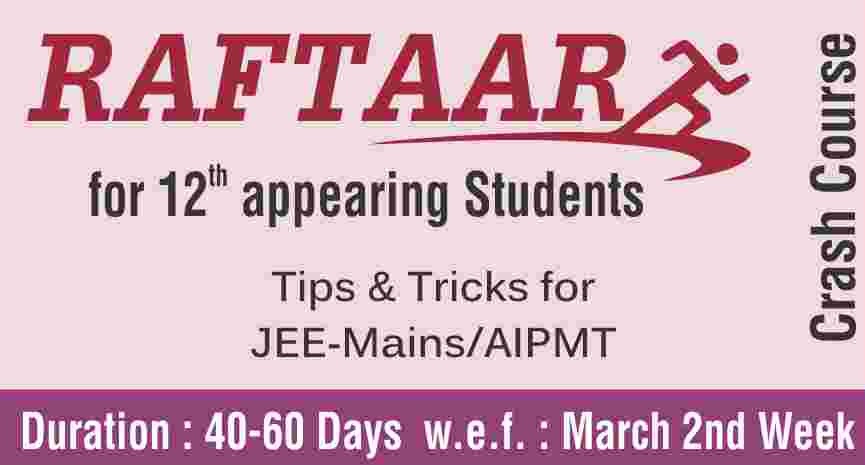 RAFTAAR
for 12th appearing Students
Tips & Tricks for
JEE-Mains/AIPMT
Crash Course
Duration : 40-60 Days w.e.f. : March 2nd Week